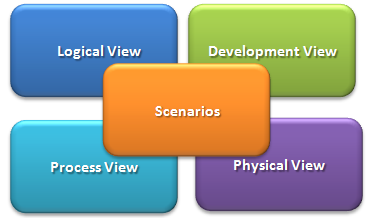 Logical View
Development View
Scenarios
Process View
Physical View